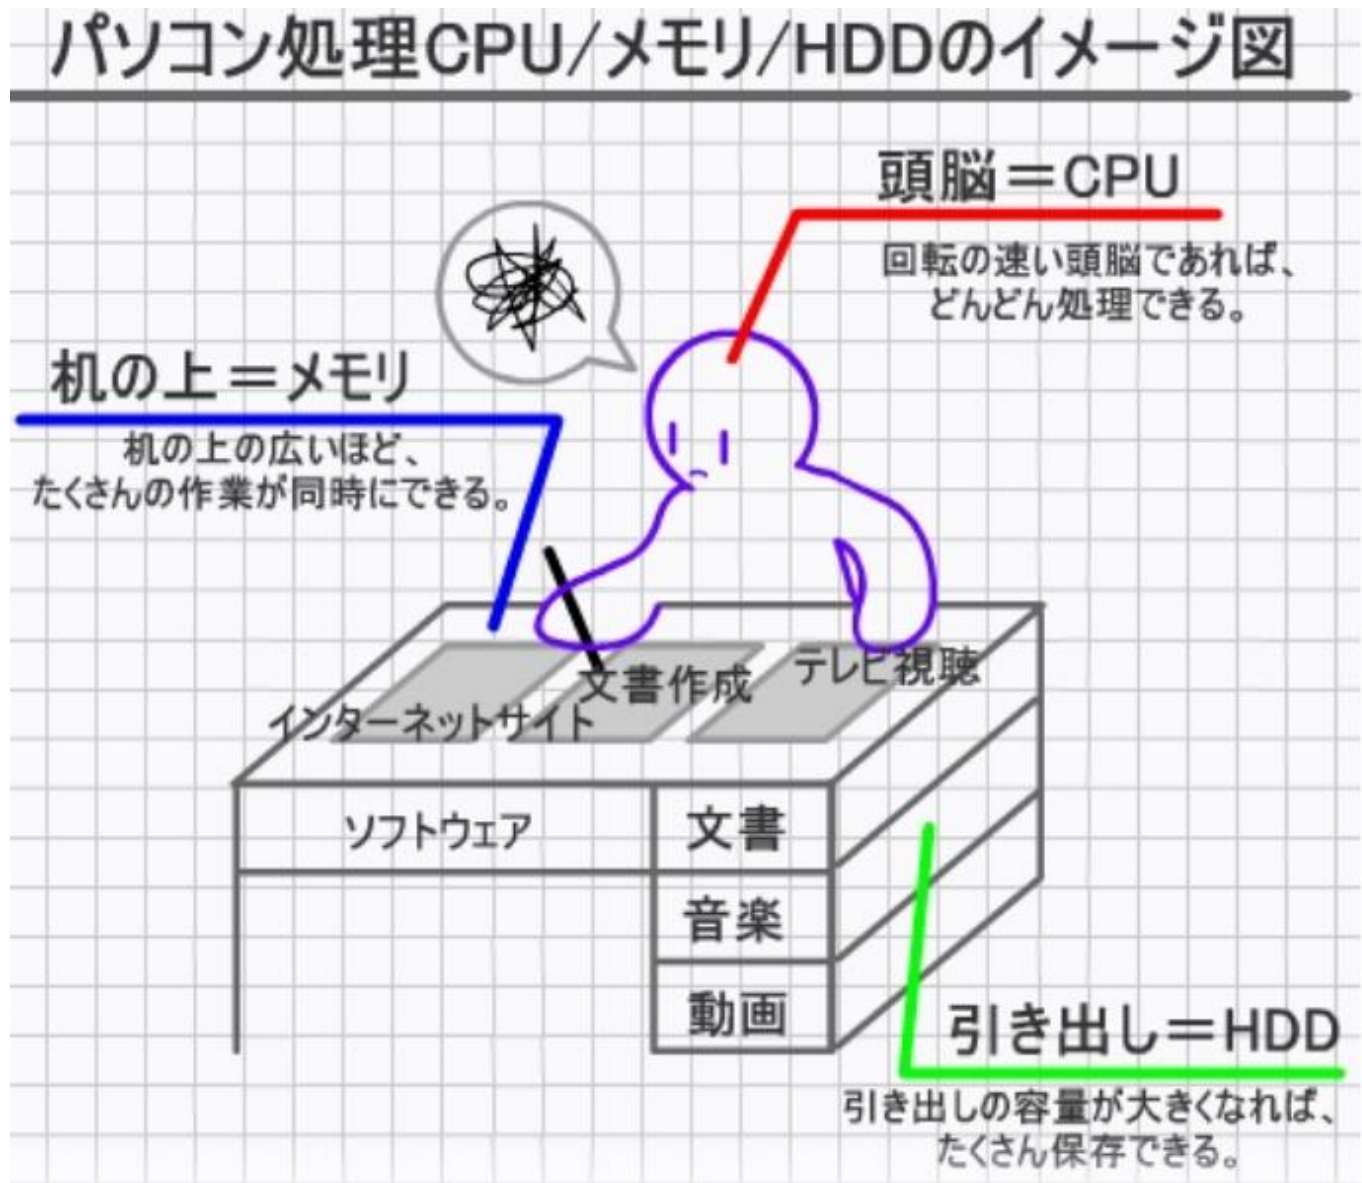 パソコン処理CPU/メモリ/HDDのイメージ図
頭脳＝CPU
回転の速い頭脳であれば、
どんどん処理できる。
机の上＝メモリ
机の上の広いほど、
たくさんの作業が同時にできる。
テレビ視聴
文書作成
インターネットサイト
ソフトウェア
文書
音楽
動画
引き出し＝HDD
引き出しの容量が大きくなれば、
たくさん保存できる。